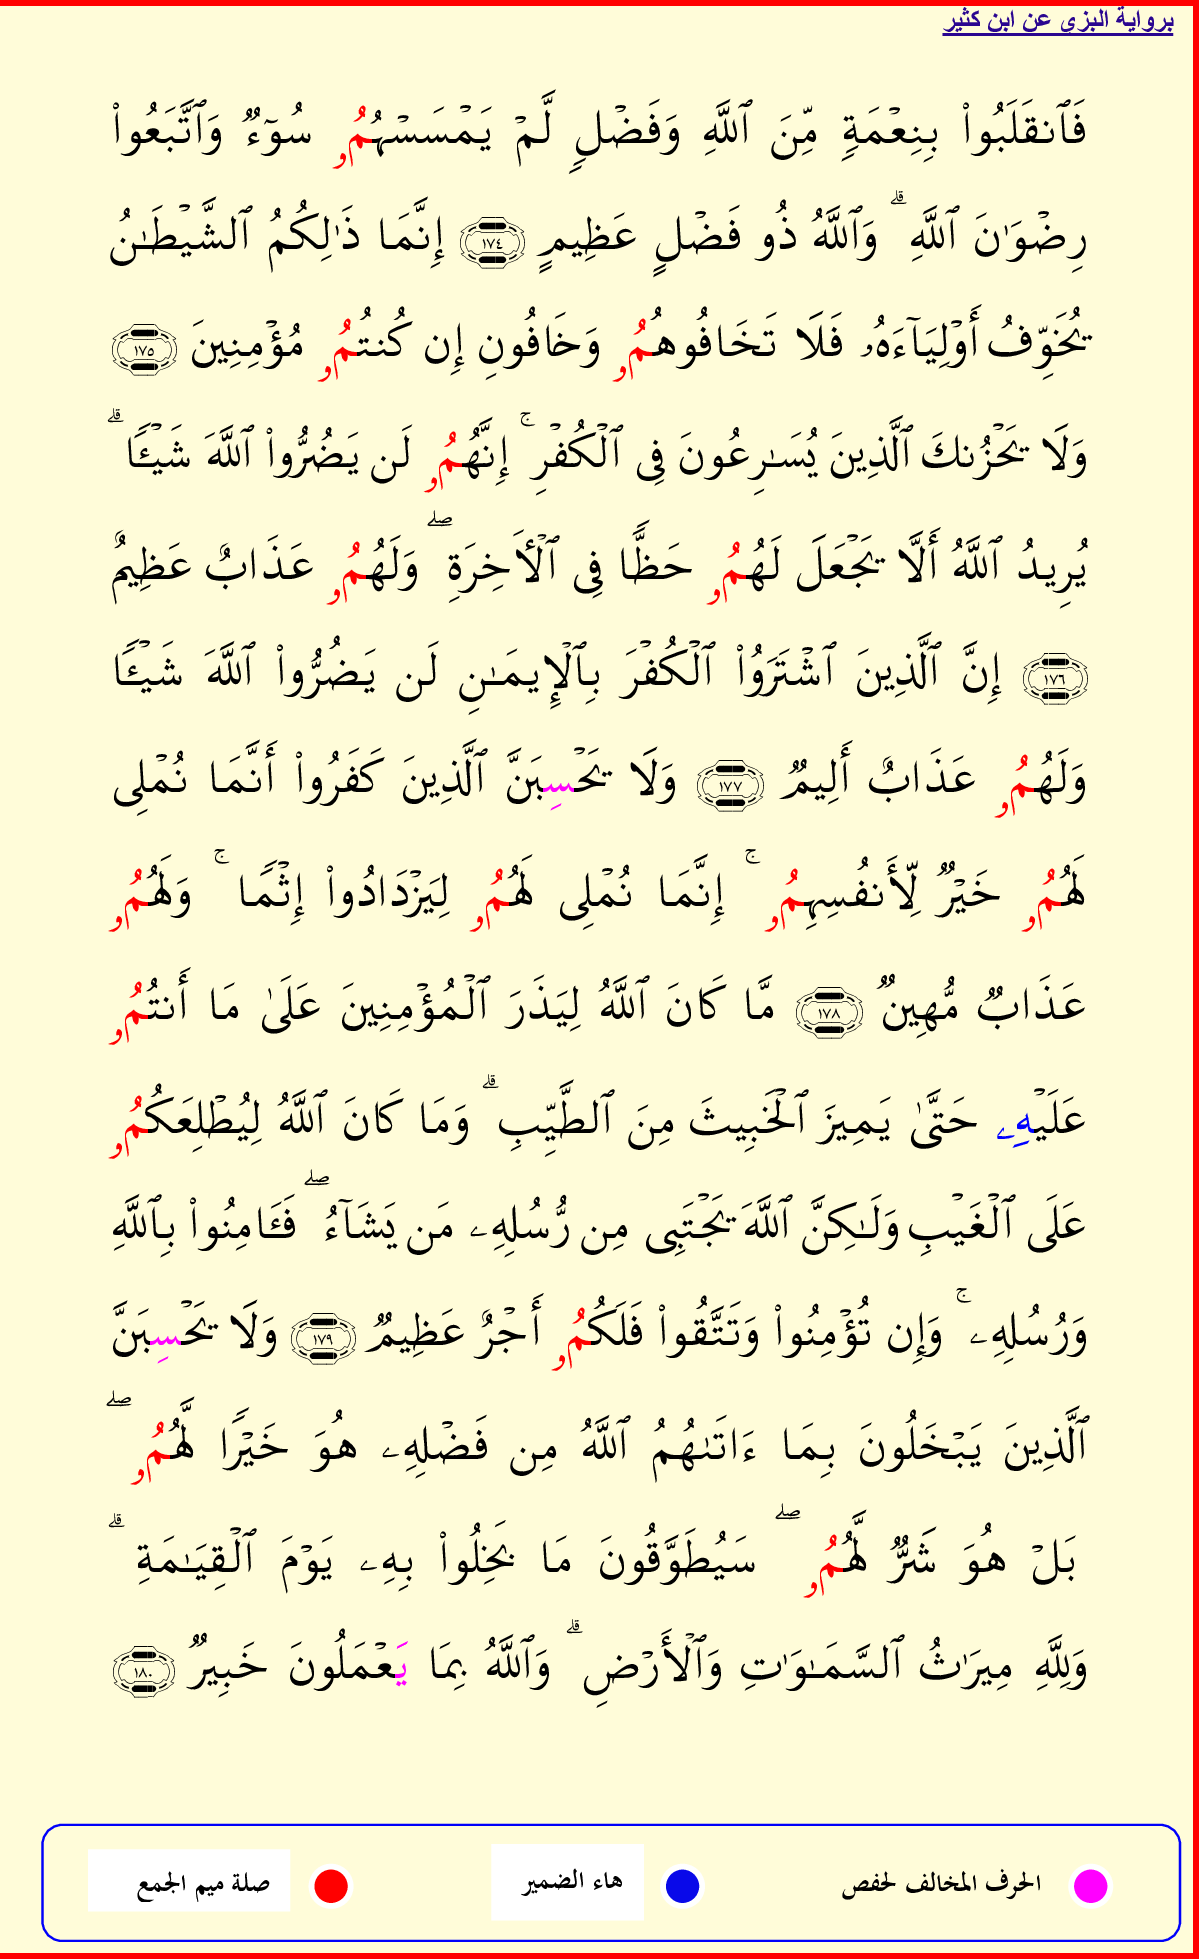 برواية البزي عن ابن كثير
فَٱنقَلَبُوا۟ بِنِعْمَةٍ مِّنَ ٱللَّهِ وَفَضْلٍ لَّمْ يَمْسَسْهُمُۥ سُوٓءٌ وَٱتَّبَعُوا۟
رِضْوَٰنَ ٱللَّهِ ۗ وَٱللَّهُ ذُو فَضْلٍ عَظِيمٍ ١٧٤ إِنَّمَا ذَٰلِكُمُ ٱلشَّيْطَـٰنُ
يُخَوِّفُ أَوْلِيَآءَهُۥ فَلَا تَخَافُوهُمُۥ وَخَافُونِ إِن كُنتُمُۥ مُؤْمِنِينَ ١٧٥
وَلَا يَحْزُنكَ ٱلَّذِينَ يُسَـٰرِعُونَ فِى ٱلْكُفْرِ ۚ إِنَّهُمُۥ لَن يَضُرُّوا۟ ٱللَّهَ شَيْـًٔا ۗ
يُرِيدُ ٱللَّهُ أَلَّا يَجْعَلَ لَهُمُۥ حَظًّا فِى ٱلْـَٔاخِرَةِ ۖ وَلَهُمُۥ عَذَابٌ عَظِيمٌ
١٧٦ إِنَّ ٱلَّذِينَ ٱشْتَرَوُا۟ ٱلْكُفْرَ بِٱلْإِيمَـٰنِ لَن يَضُرُّوا۟ ٱللَّهَ شَيْـًٔا
وَلَهُمُۥ عَذَابٌ أَلِيمٌ ١٧٧ وَلَا يَحْسِبَنَّ ٱلَّذِينَ كَفَرُوا۟ أَنَّمَا نُمْلِى
لَهُمُۥ خَيْرٌ لِّأَنفُسِهِمُۥ ۚ إِنَّمَا نُمْلِى لَهُمُۥ لِيَزْدَادُوا۟ إِثْمًا ۚ وَلَهُمُۥ
عَذَابٌ مُّهِينٌ ١٧٨ مَّا كَانَ ٱللَّهُ لِيَذَرَ ٱلْمُؤْمِنِينَ عَلَىٰ مَا أَنتُمُۥ
عَلَيْهِۦ حَتَّىٰ يَمِيزَ ٱلْخَبِيثَ مِنَ ٱلطَّيِّبِ ۗ وَمَا كَانَ ٱللَّهُ لِيُطْلِعَكُمُۥ
عَلَى ٱلْغَيْبِ وَلَـٰكِنَّ ٱللَّهَ يَجْتَبِى مِن رُّسُلِهِۦ مَن يَشَآءُ ۖ فَـَٔامِنُوا۟ بِٱللَّهِ
وَرُسُلِهِۦ ۚ وَإِن تُؤْمِنُوا۟ وَتَتَّقُوا۟ فَلَكُمُۥ أَجْرٌ عَظِيمٌ ١٧٩ وَلَا يَحْسِبَنَّ
ٱلَّذِينَ يَبْخَلُونَ بِمَا ءَاتَىٰهُمُ ٱللَّهُ مِن فَضْلِهِۦ هُوَ خَيْرًا لَّهُمُۥ ۖ
بَلْ هُوَ شَرٌّ لَّهُمُۥ ۖ سَيُطَوَّقُونَ مَا بَخِلُوا۟ بِهِۦ يَوْمَ ٱلْقِيَـٰمَةِ ۗ
وَلِلَّهِ مِيرَٰثُ ٱلسَّمَـٰوَٰتِ وَٱلْأَرْضِ ۗ وَٱللَّهُ بِمَا يَعْمَلُونَ خَبِيرٌ ١٨٠
الحرف المخالف لحفص
هاء الضمير
صلة ميم الجمع